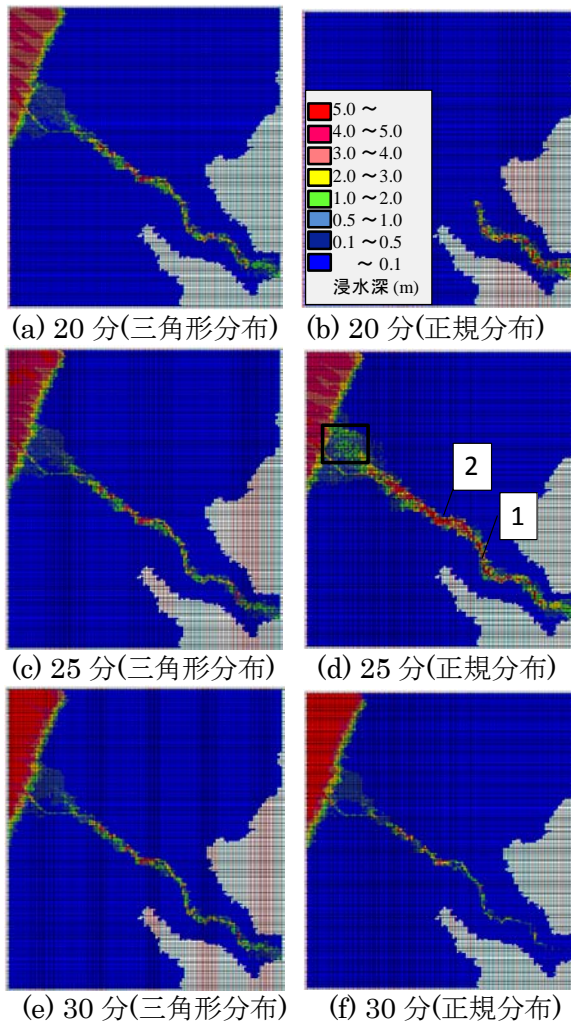 5.0 ～
4.0 ～5.0
3.0 ～4.0
2.0 ～3.0
1.0 ～2.0
0.5 ～1.0
0.1 ～0.5
～ 0.1
浸水深 (m)
(a) 20 分(三角形分布)
(b) 20 分(正規分布)
2
1
(c) 25 分(三角形分布)
(d) 25 分(正規分布)
(e) 30 分(三角形分布)
(f) 30 分(正規分布)